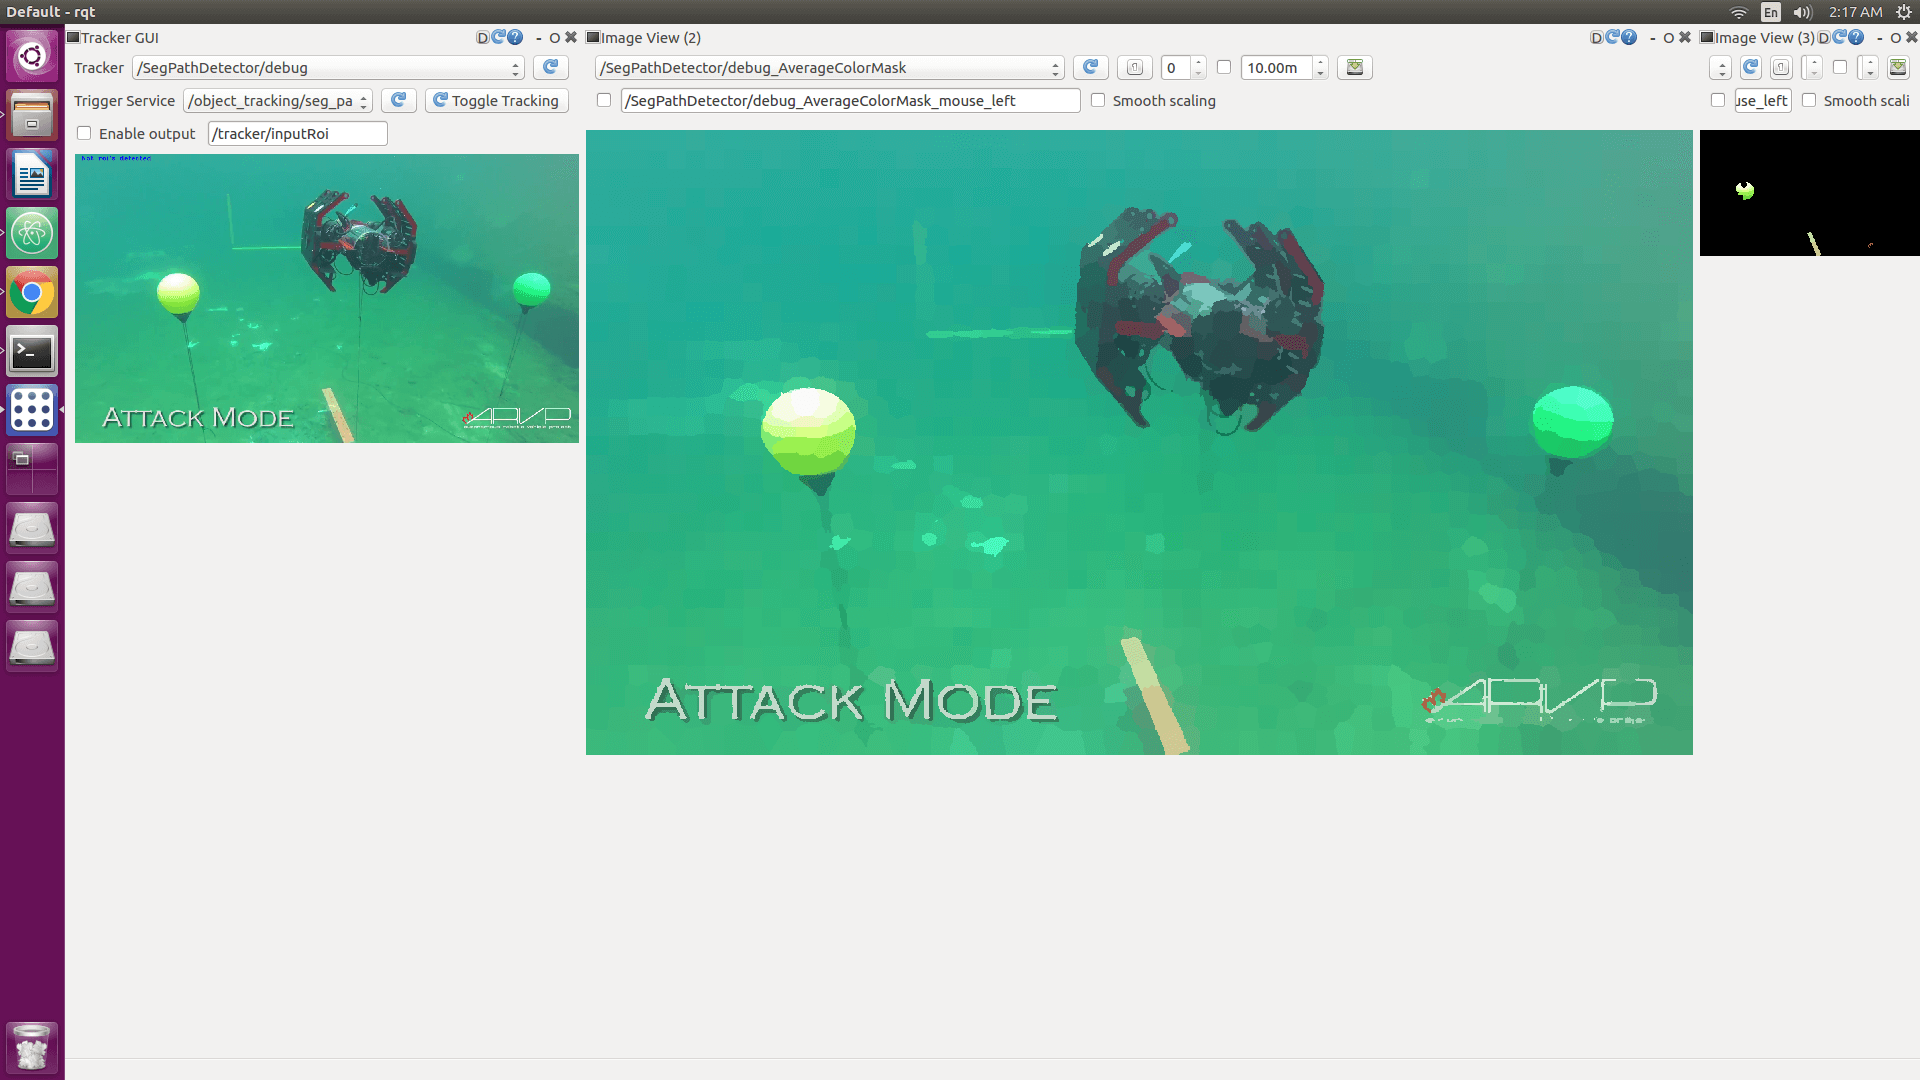 Default - rqt
En
2:17 AM
Tracker GUI
D
- O
Image View (2)
D
- O
Image View (3)
D
- O
Tracker
/SegPathDetector/debug
/SegPathDetector/debug_AverageColorMask
0
10.00m
Trigger Service
/object_tracking/seg_pa
Toggle Tracking
/SegPathDetector/debug_AverageColorMask_mouse_left
Smooth scaling
use_left
Smooth scali
Enable output
/tracker/inputRoi
ATTACK MODE
ARVP
ATTACK MODE
ARVP